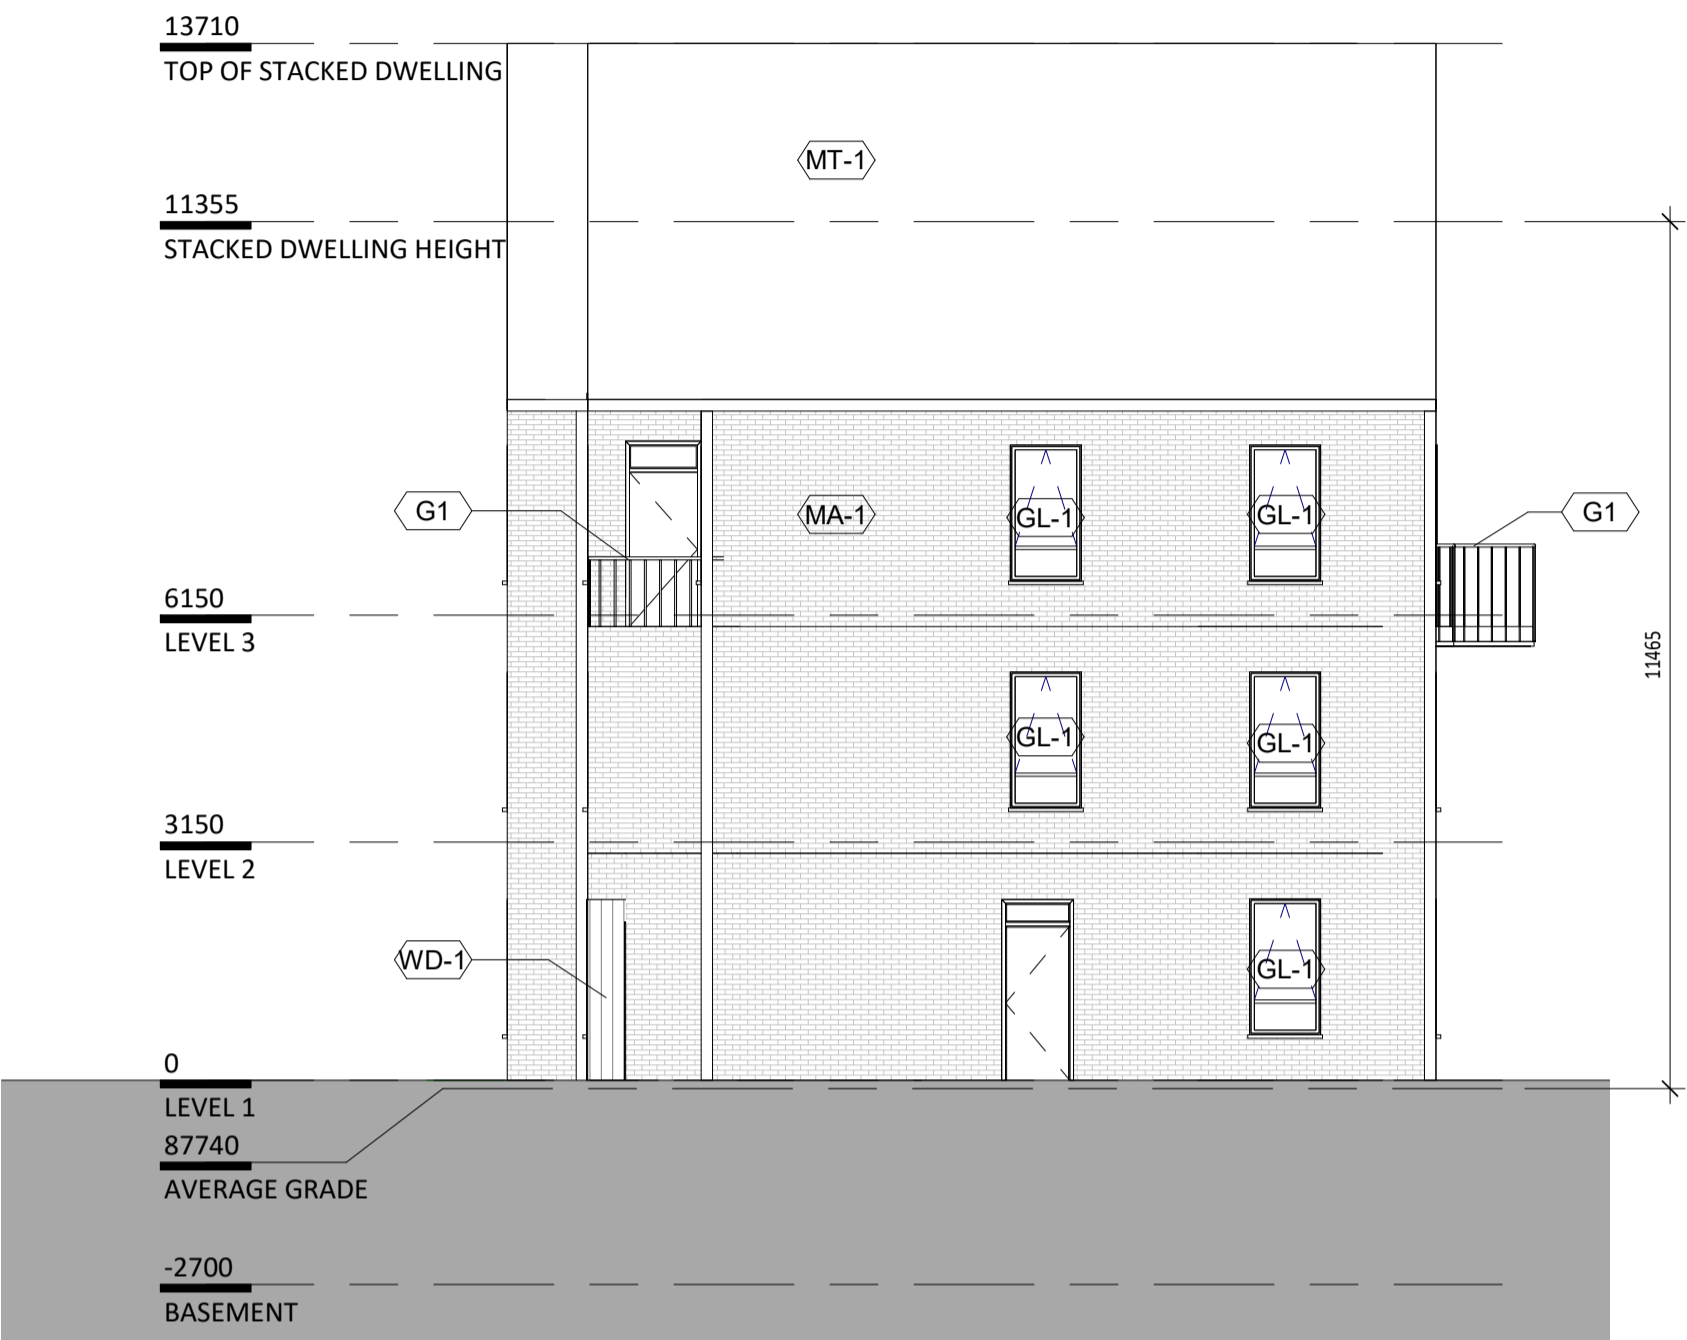 13710
TOP OF STACKED DWELLING
MT-1
11355
STACKED DWELLING HEIGHT
G1
MA-1
GL-1
GL-1
G1
6150
LEVEL 3
11465
GL-1
GL-1
3150
LEVEL 2
WD-1
GL-1
0
LEVEL 1
87740
AVERAGE GRADE
-2700
BASEMENT